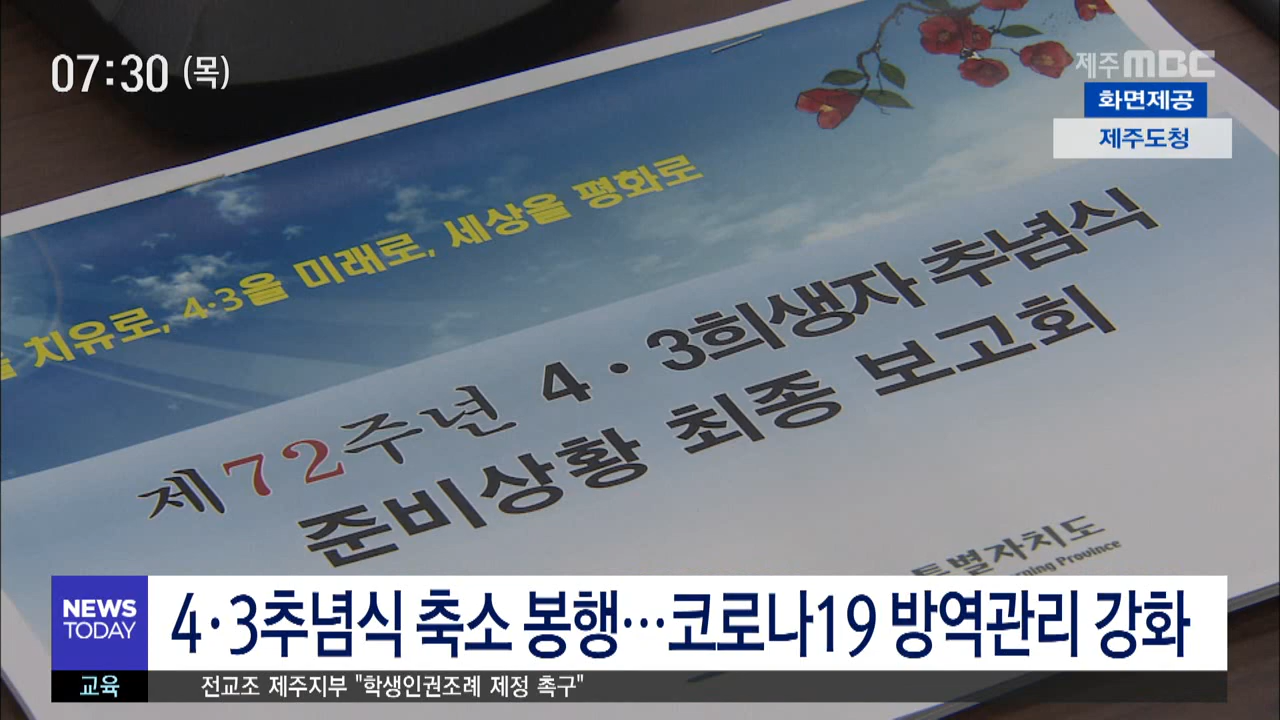 07:30 (목)
제주MBC
화면제공
제주도청
치유로, 4·3을 미래로, 세상을 평화로
제72주년 4·3희생자 추념식
준비상황 최종 보고회
특별자치도
Province
NEWS
TODAY
4·3추념식 축소 봉행…코로나19 방역관리 강화
교육
전교조 제주지부 "학생인권조례 제정 촉구"